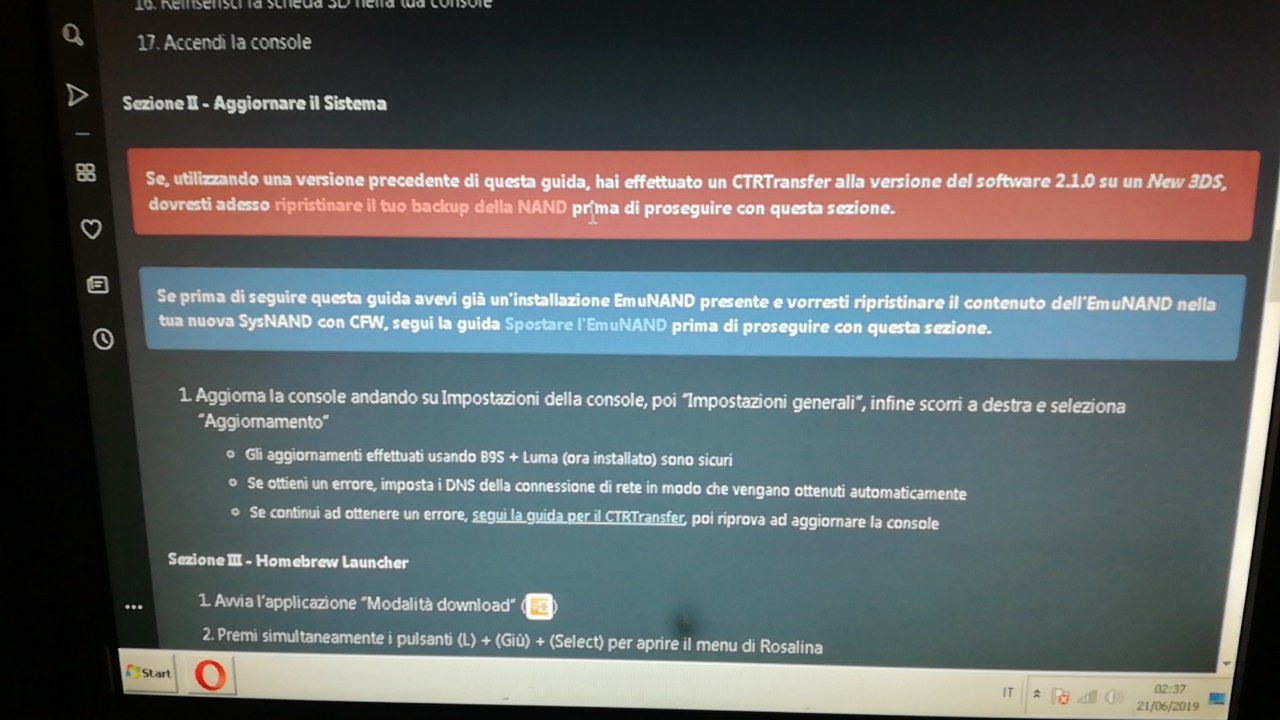 16. Reinserisci la scheda SD nella tua console
17. Accendi la console
Sezione II - Aggiornare il Sistema
Se, utilizzando una versione precedente di questa guida, hai effettuato un CTRTransfer alla versione del software 2.1.0 su un New 3DS,
dovresti adesso ripristinare il tuo backup della NAND prima di proseguire con questa sezione.
Se prima di seguire questa guida avevi già un'installazione EmuNAND presente e vorresti ripristinare il contenuto dell'EmuNAND nella
tua nuova SysNAND con CFW, segui la guida Spostare l'EmuNAND prima di proseguire con questa sezione.
1. Aggiorna la console andando su Impostazioni della console, poi "Impostazioni generali", infine scorri a destra e seleziona
"Aggiornamento"
Gli aggiornamenti effettuati usando B9S + Luma (ora installato) sono sicuri
Se ottieni un errore, imposta i DNS della connessione di rete in modo che vengano ottenuti automaticamente
Se continui ad ottenere un errore, segui la guida per il CTRTransfer, poi riprova ad aggiornare la console
Sezione III - Homebrew Launcher
1. Avvia l'applicazione "Modalità download" ( )
2. Premi simultaneamente i pulsanti (L) + (Giù) + (Select) per aprire il menu di Rosalina
Start
IT
02:37
21/06/2019